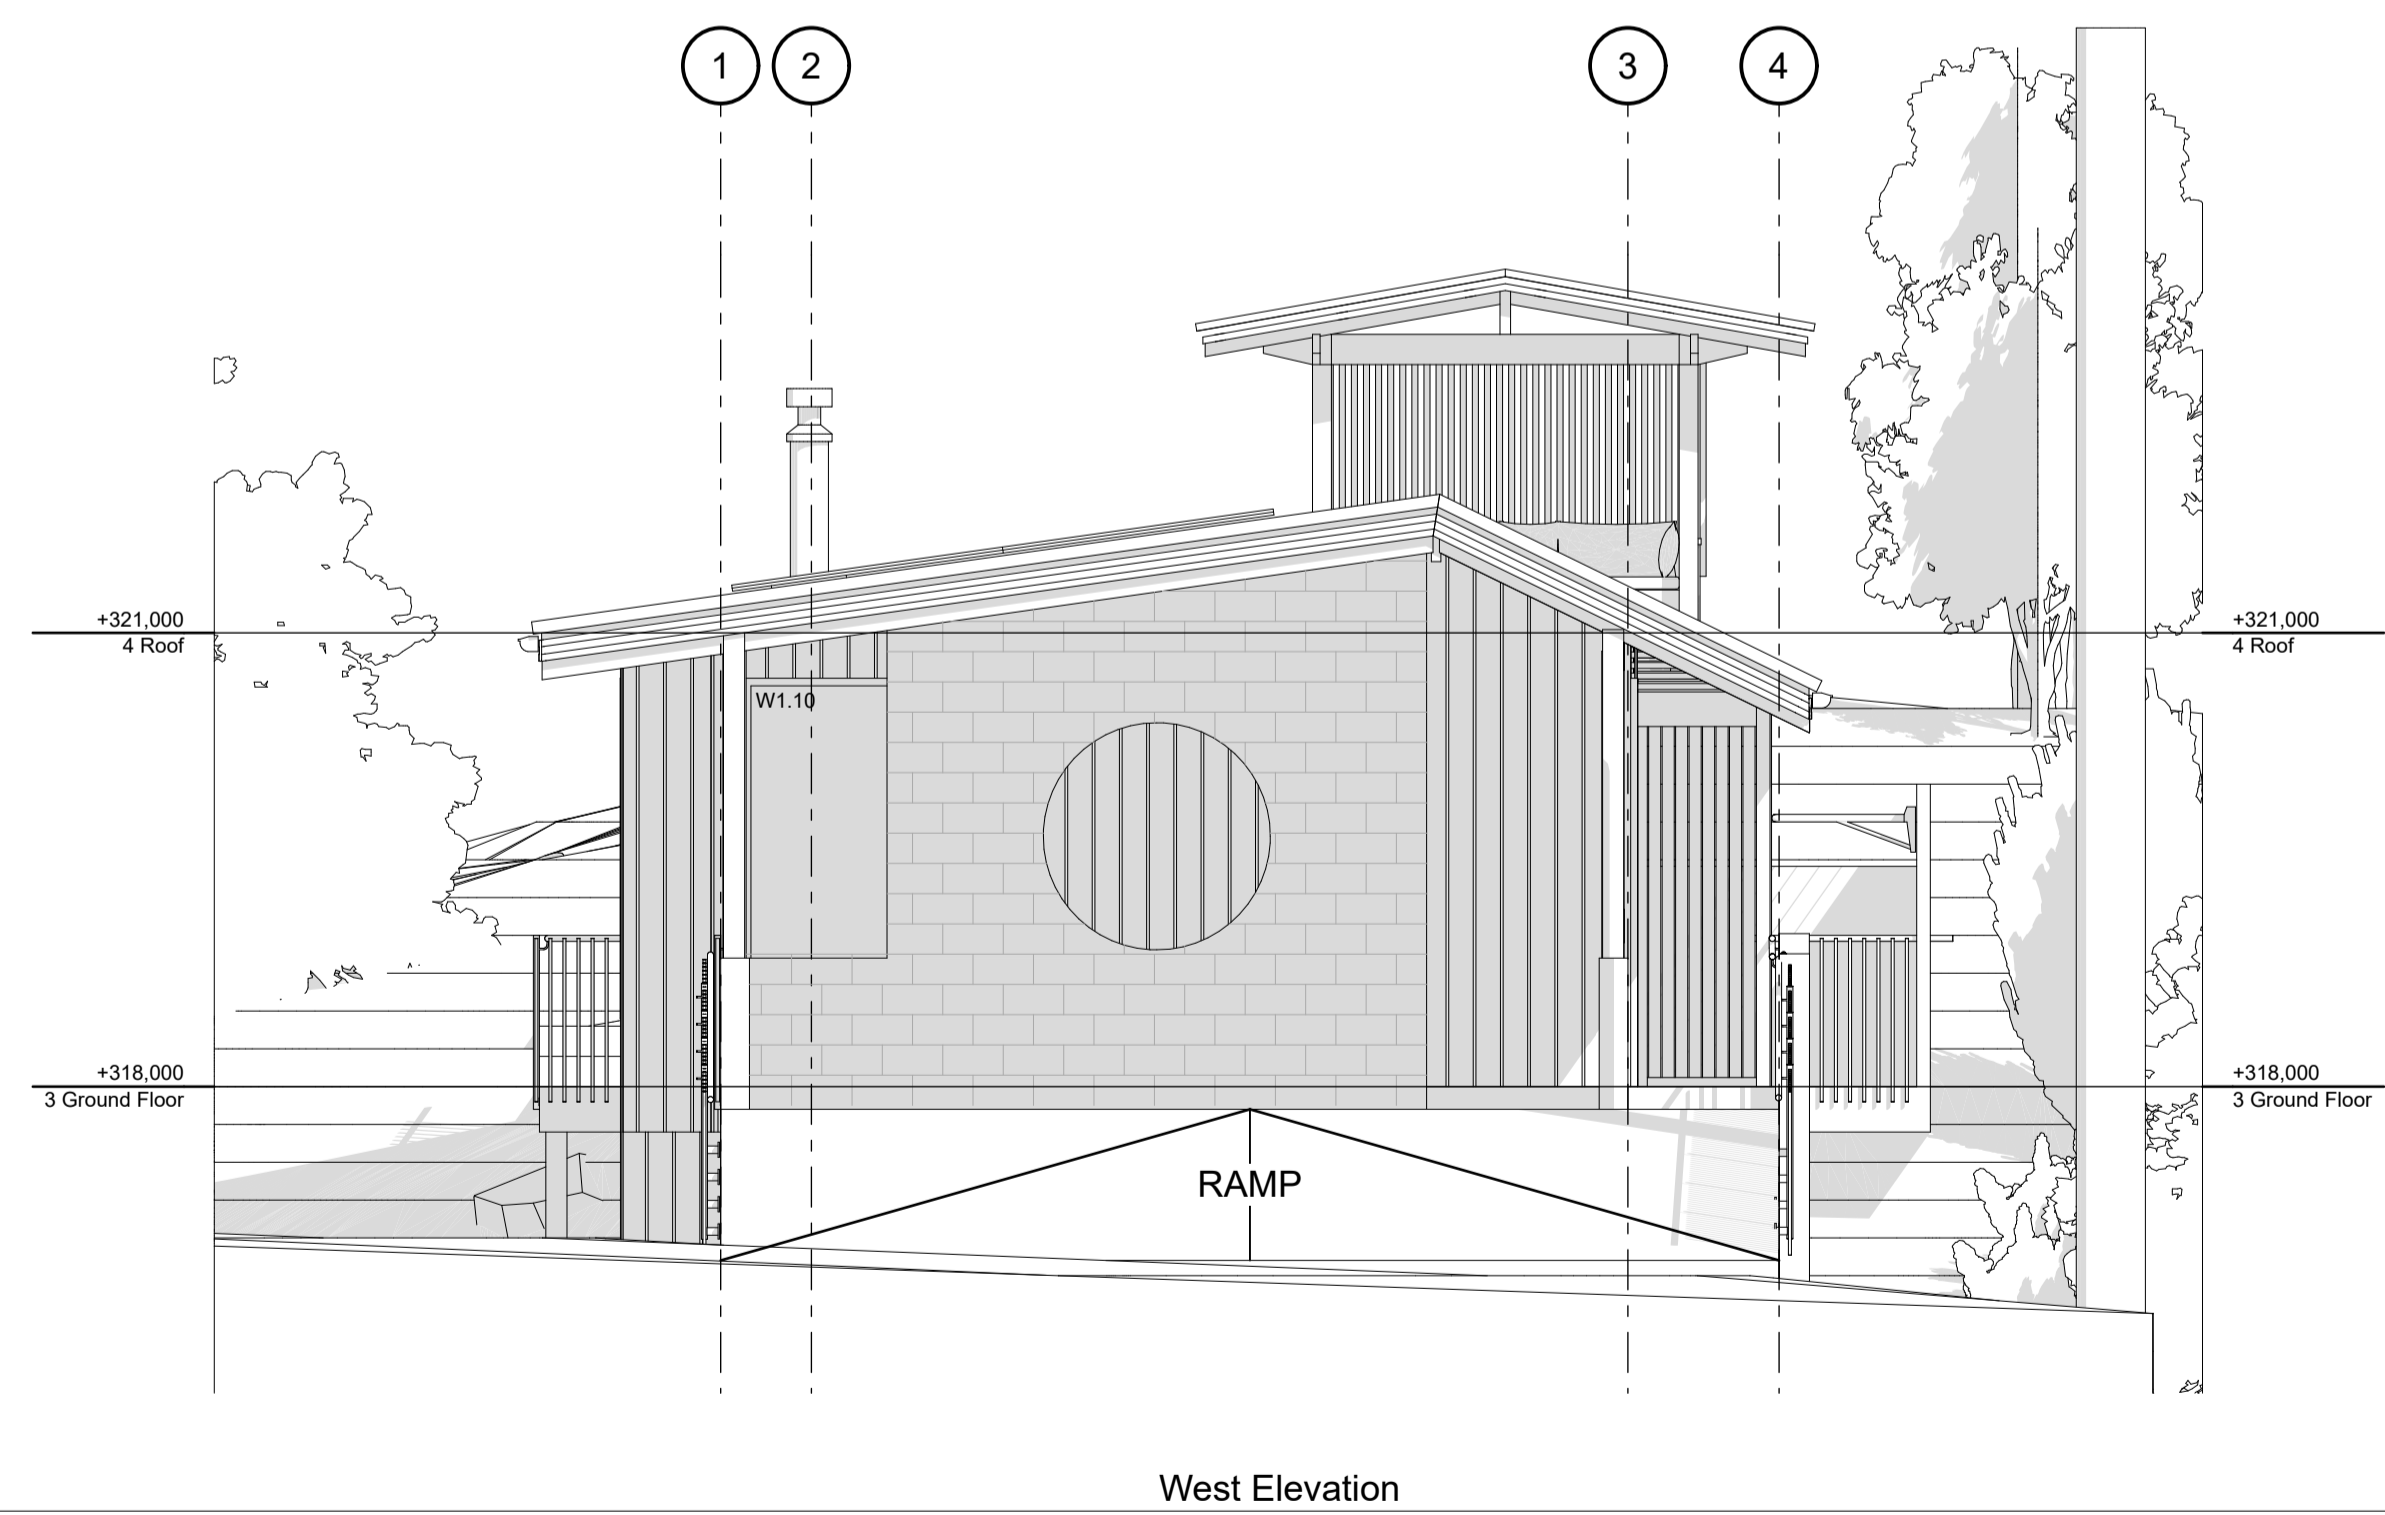 1 2 3 4
+321,000
4 Roof
+321,000
4 Roof
W1.10
+318,000
3 Ground Floor
+318,000
3 Ground Floor
RAMP
West Elevation